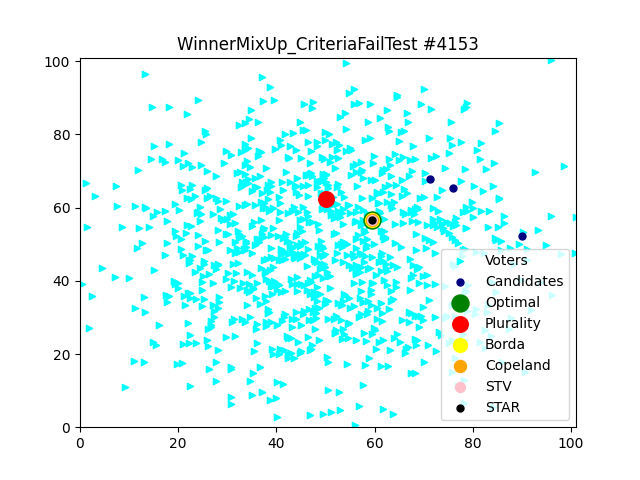 WinnerMixUp_CriteriaFailTest #4153
100
80
60
40
20
0
0 20 40 60 80 100
Voters
Candidates
Optimal
Plurality
Borda
Copeland
STV
STAR